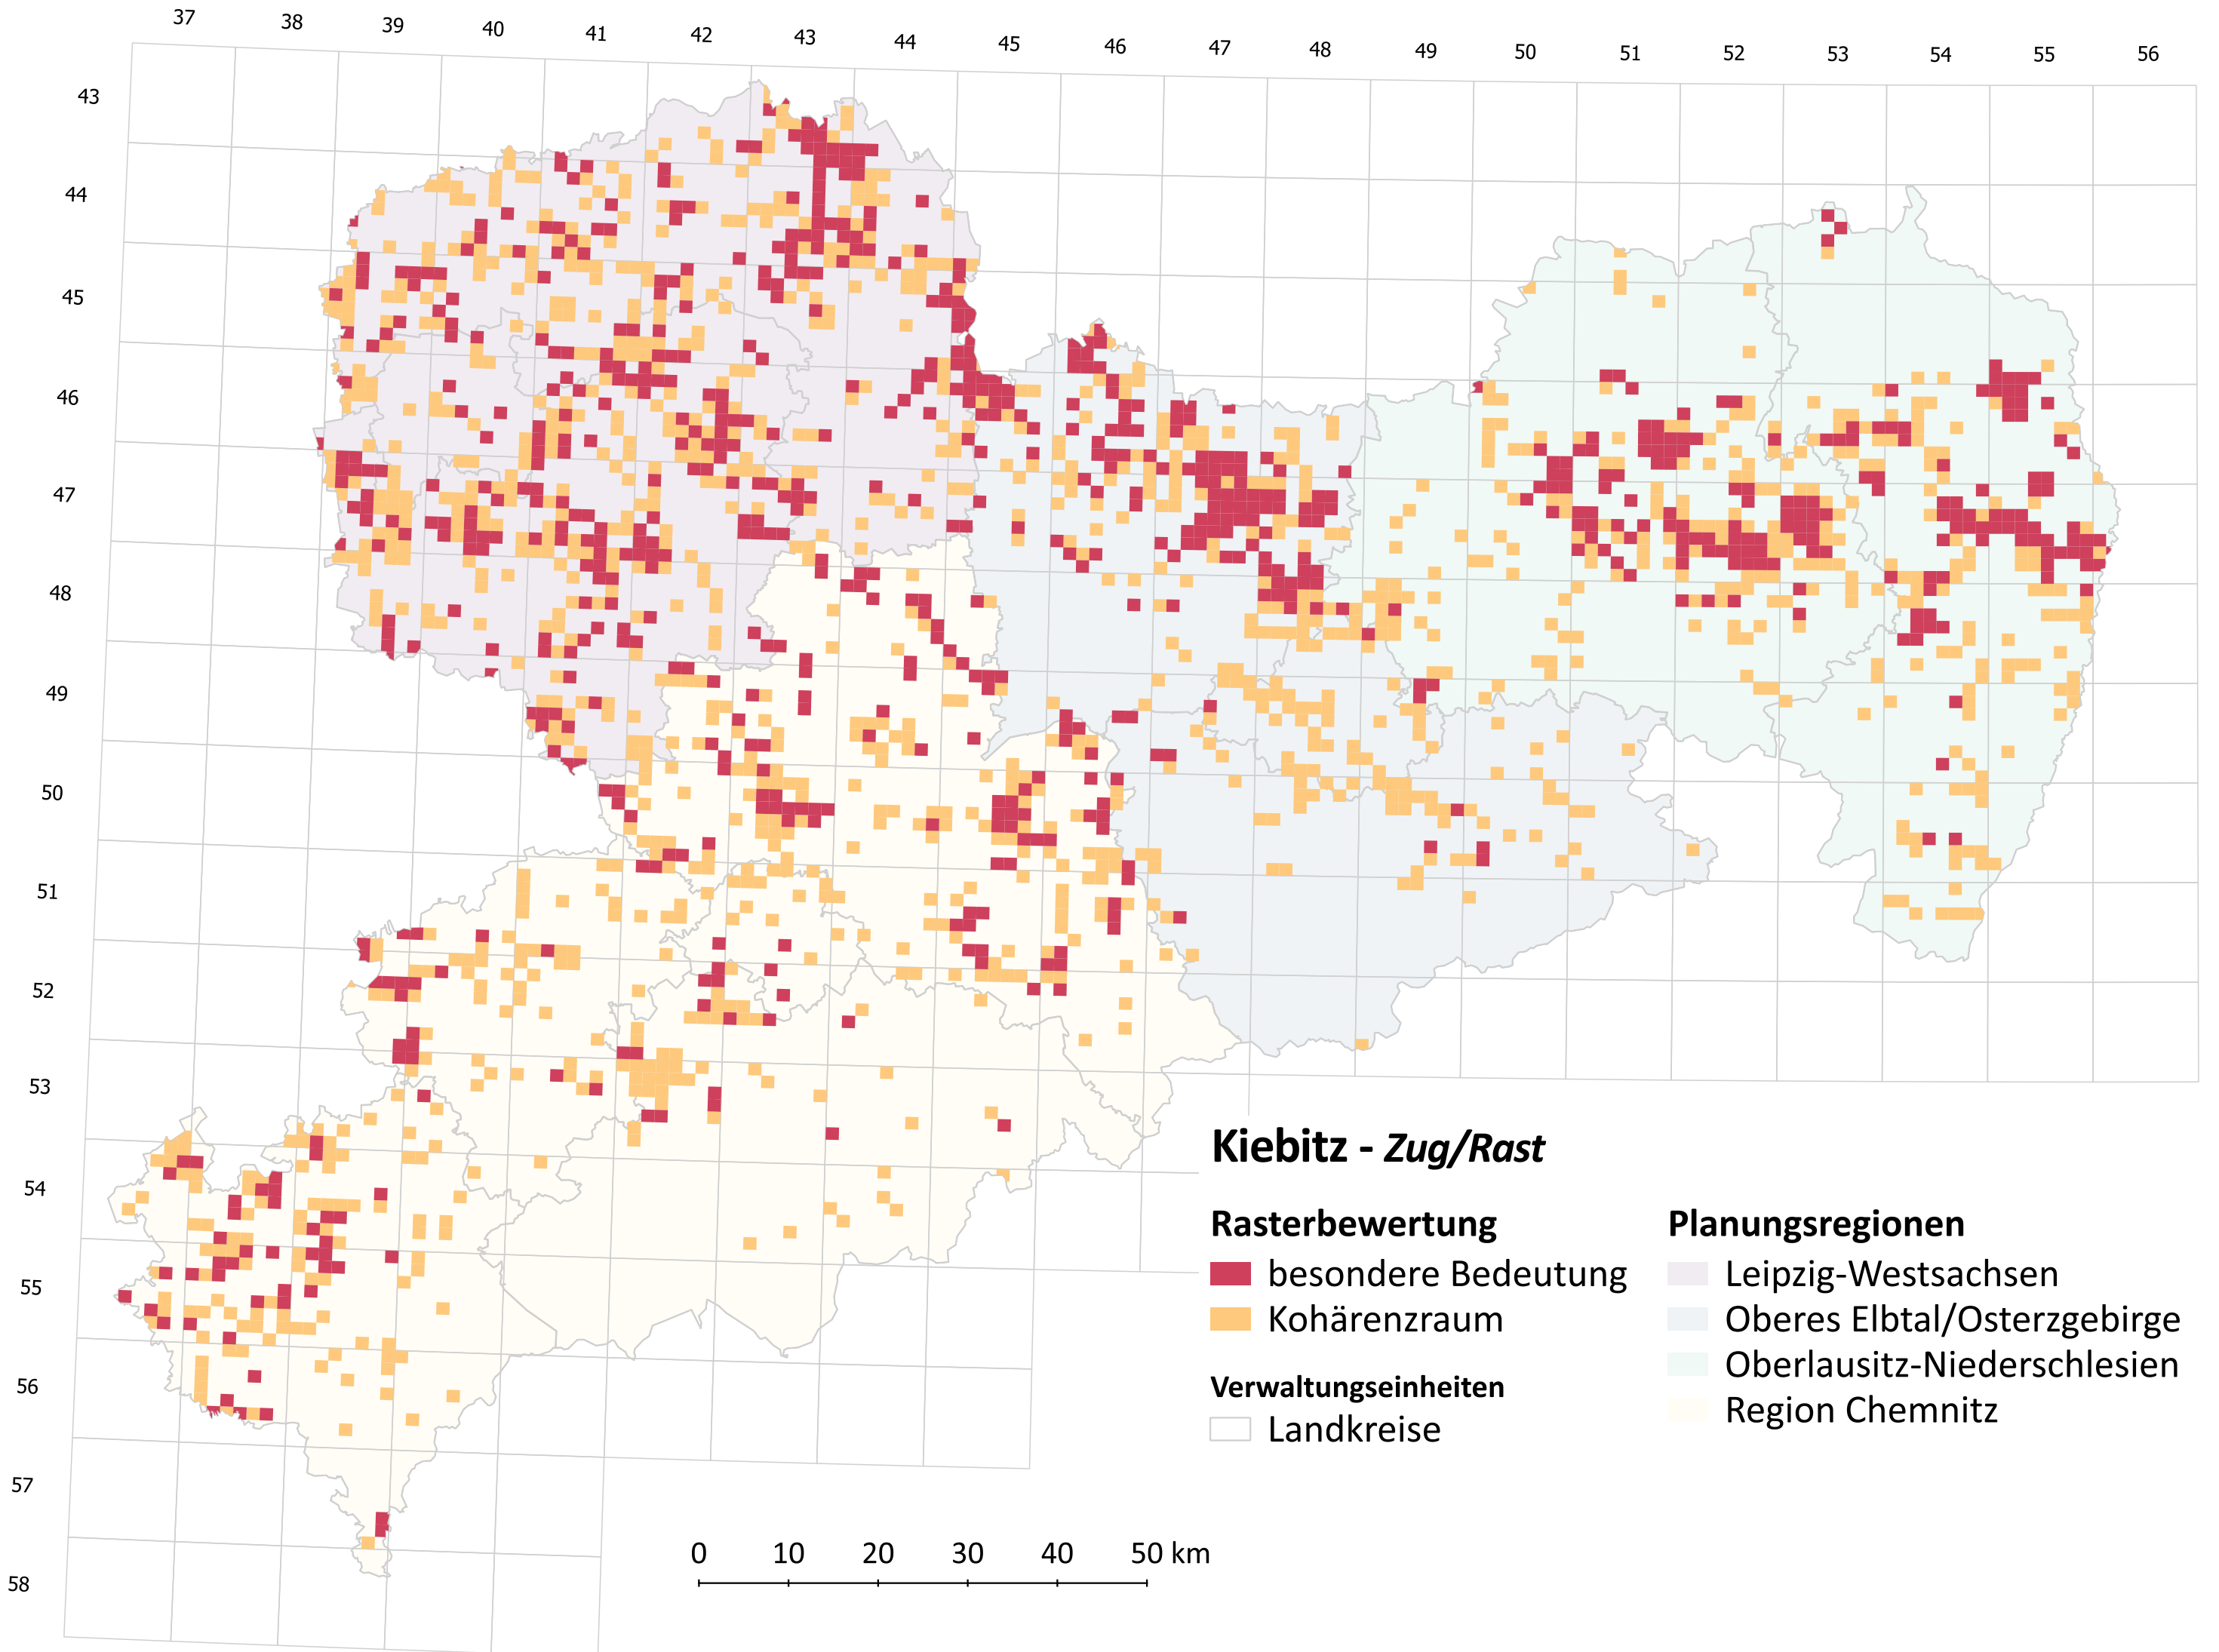 37 38 39 40 41 42 43 44 45 46 47 48 49 50 51 52 53 54 55 56
43
44
45
46
47
48
49
50
51
52
53
54
55
56
57
58
Kiebitz - Zug/Rast
Rasterbewertung
besondere Bedeutung
Kohärenzraum
Verwaltungseinheiten
Landkreise
Planungsregionen
Leipzig-Westsachsen
Oberes Elbtal/Osterzgebirge
Oberlausitz-Niederschlesien
Region Chemnitz
0 10 20 30 40 50 km